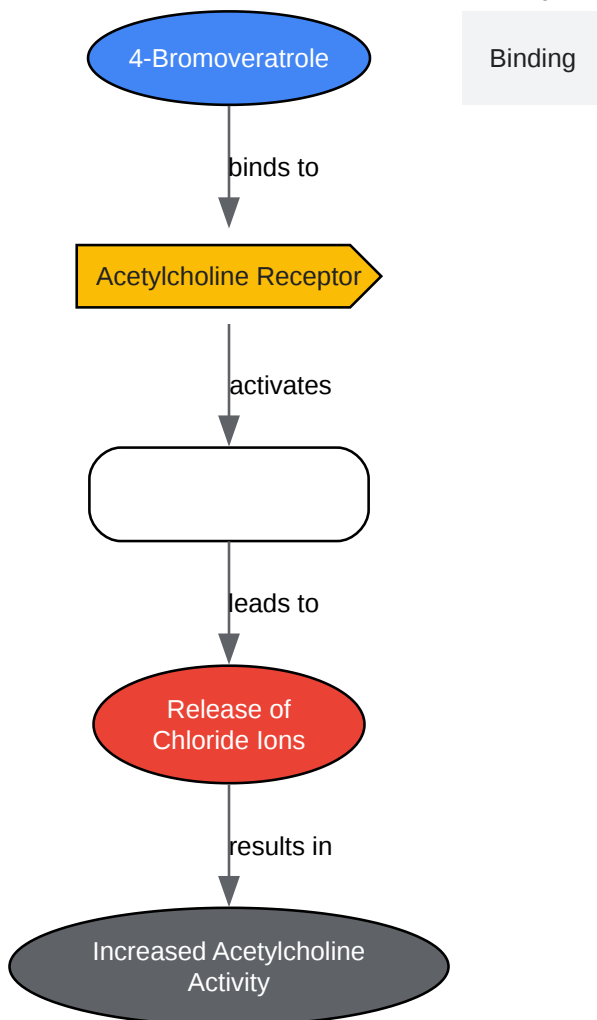 4-Bromoveratrole
Binding
binds to
Acetylcholine Receptor
activates
leads to
Release of
Chloride Ions
results in
Increased Acetylcholine
Activity